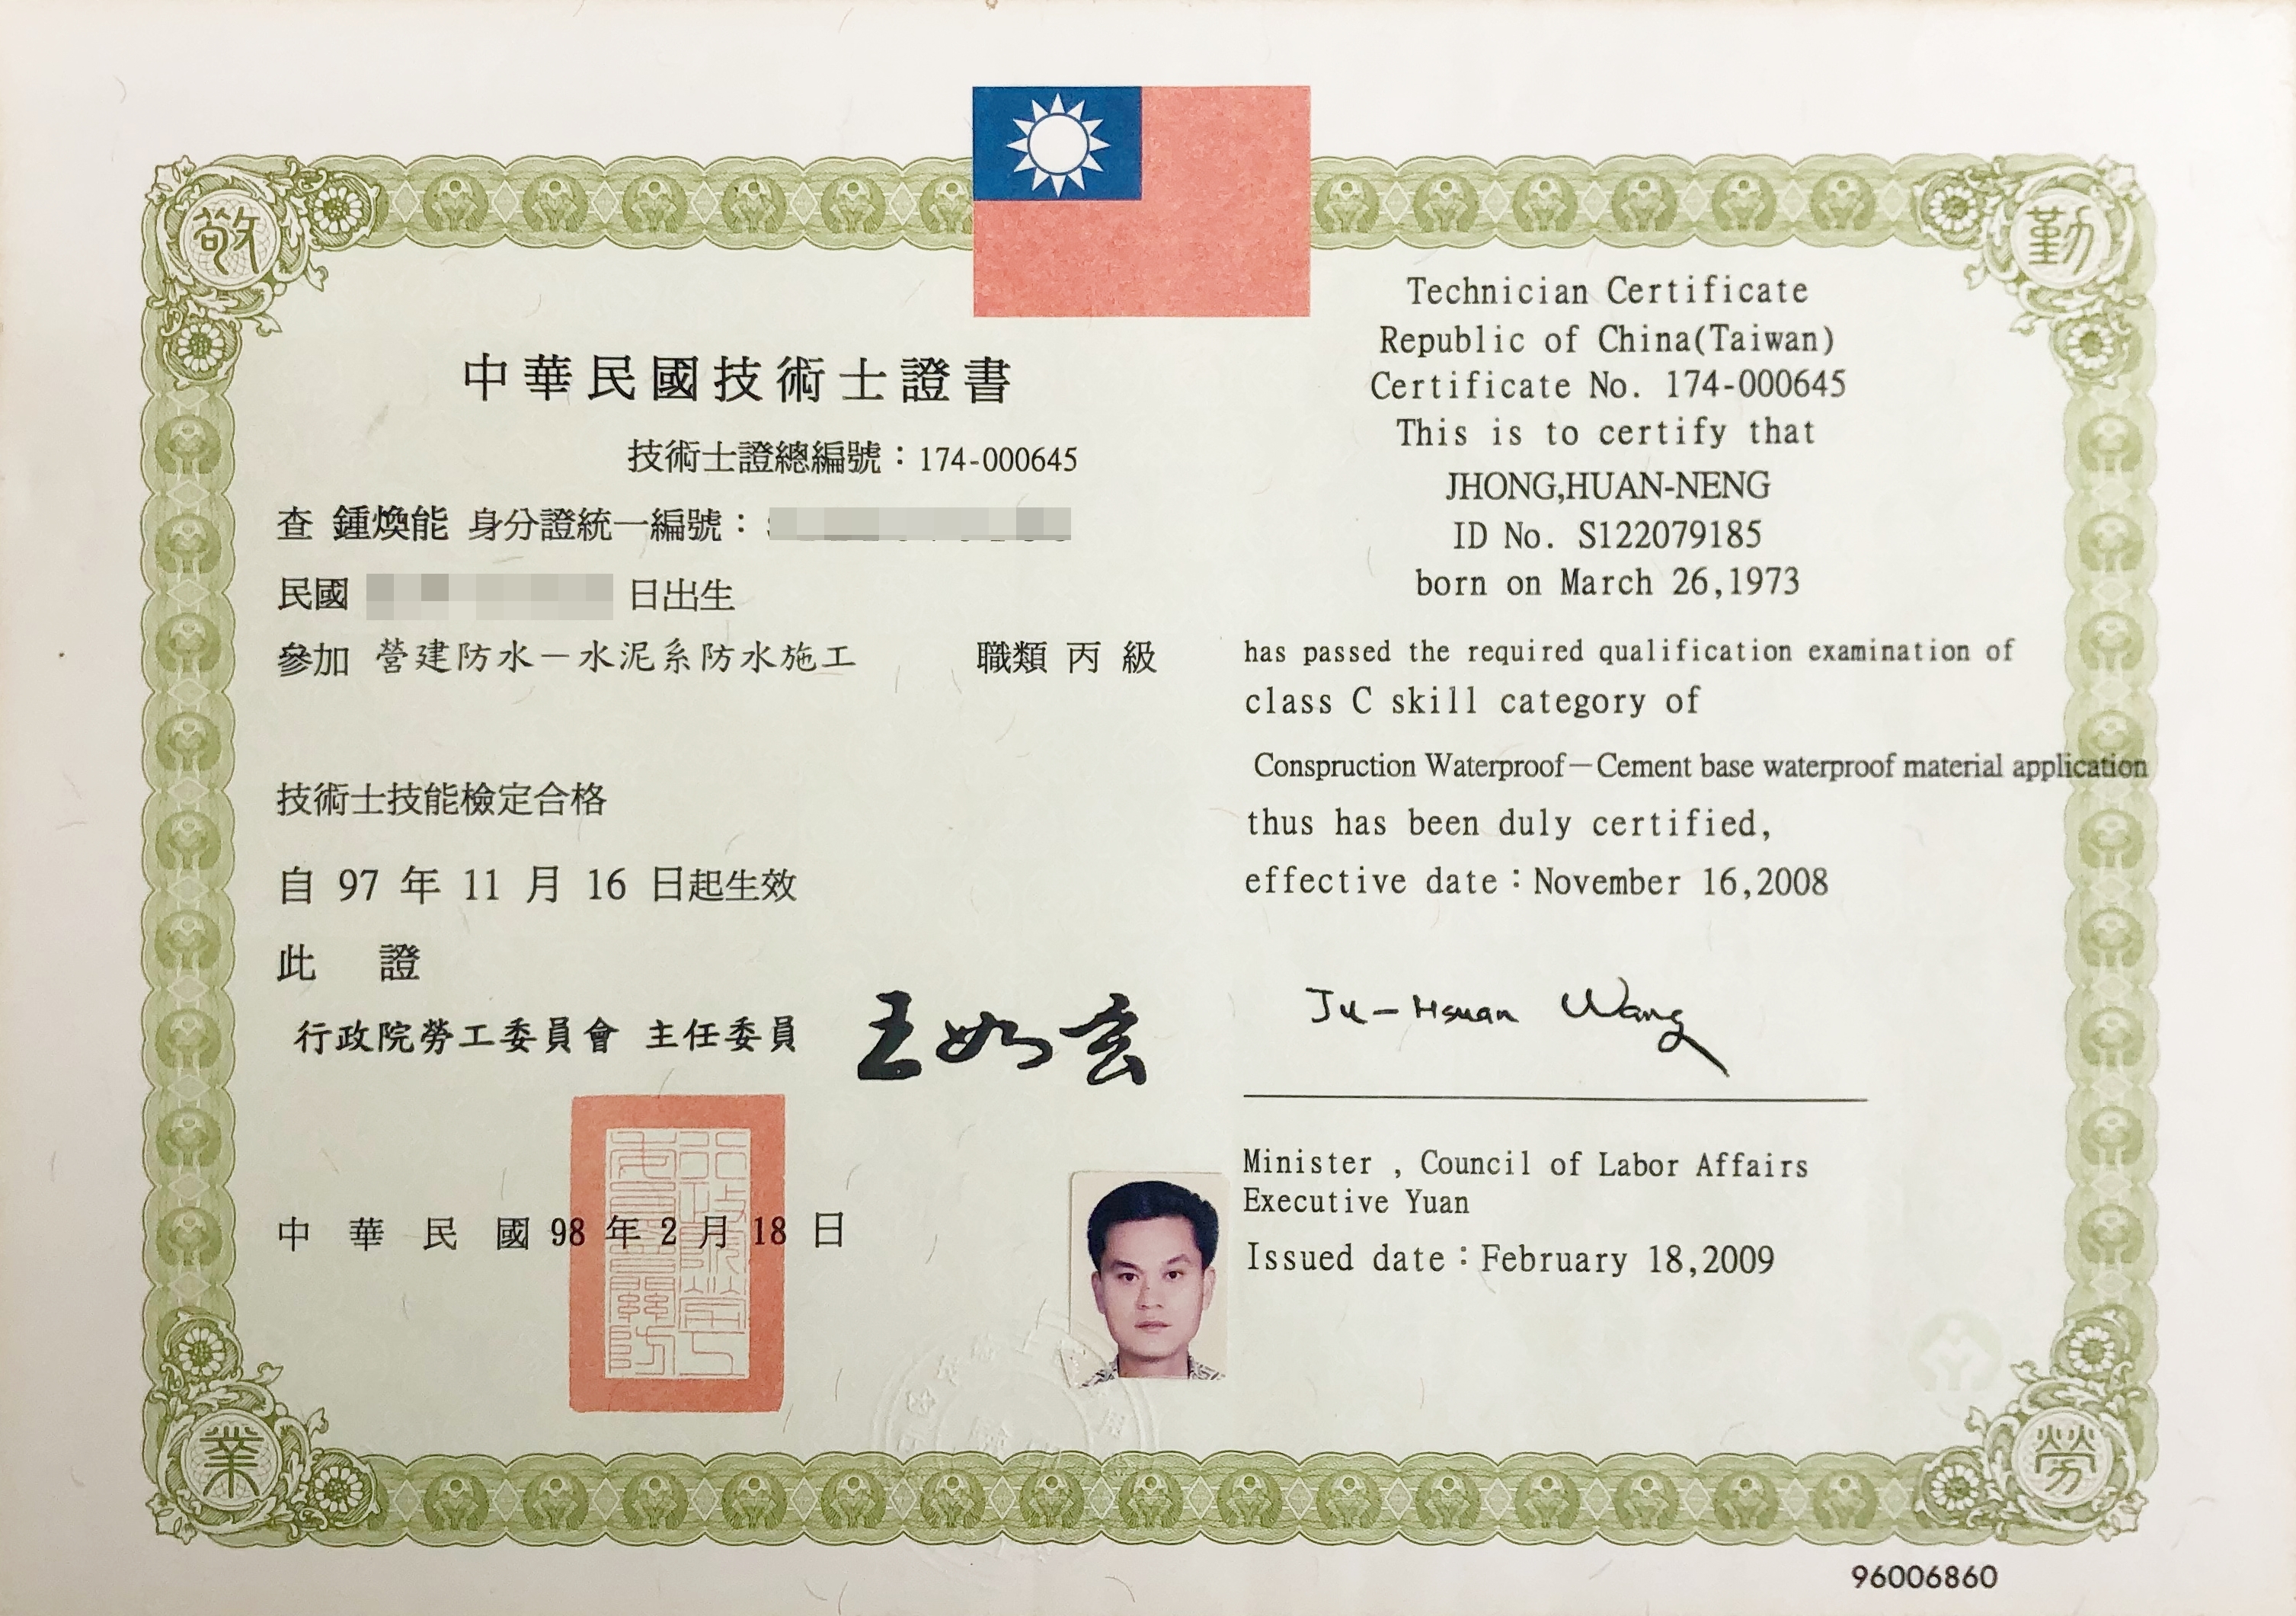 敬
勤
中華民國技術士證書
技術士證總編號：174-000645
查 鍾煥能 身分證統一編號：
民國 日出生
參加 營建防水－水泥系防水施工 職類 丙 級
技術士技能檢定合格
自 97 年 11 月 16 日起生效
此 證
行政院勞工委員會 主任委員 王如玄
中 華 民 國 98 年 2 月 18 日
Technician Certificate
Republic of China(Taiwan)
Certificate No. 174-000645
This is to certify that
JHONG,HUAN-NENG
ID No. S122079185
born on March 26,1973
has passed the required qualification examination of
class C skill category of
Conspruction Waterproof－Cement base waterproof material application
thus has been duly certified,
effective date：November 16,2008
Ju-Hsuan Wang
Minister , Council of Labor Affairs
Executive Yuan
Issued date：February 18,2009
業
勞
96006860